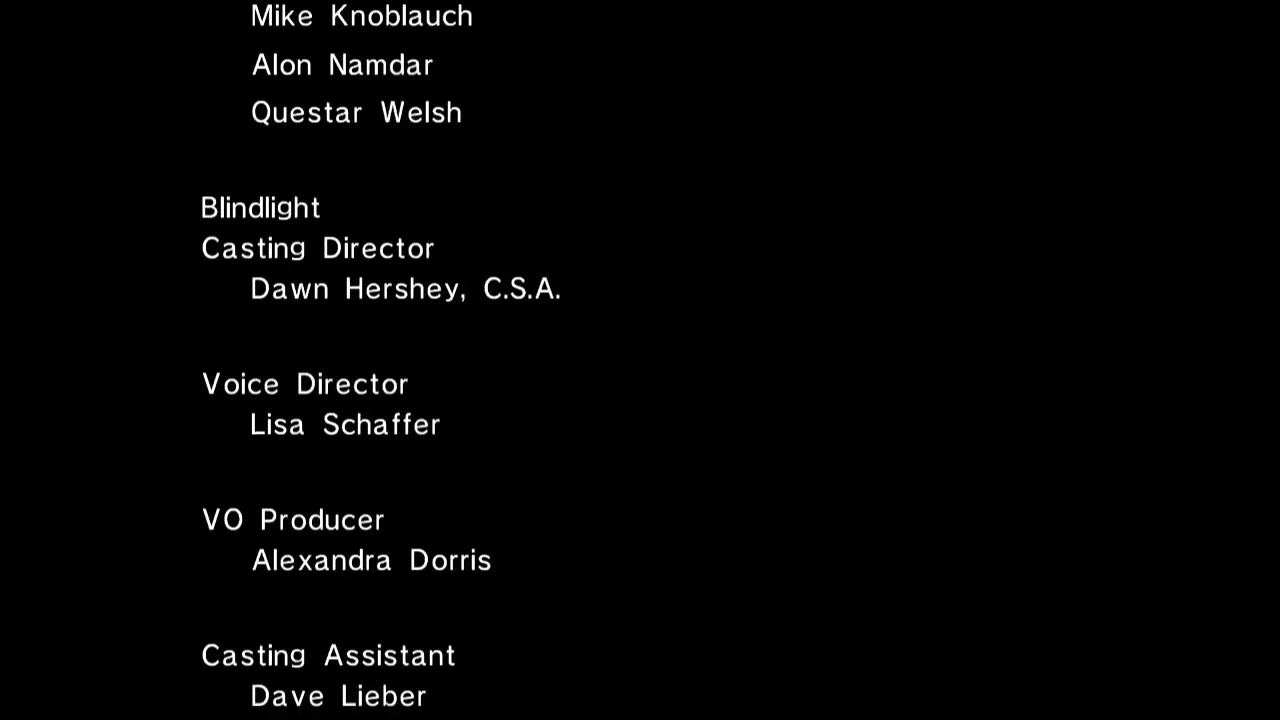 Mike Knoblauch
Alon Namdar
Questar Welsh
Blindlight
Casting Director
Dawn Hershey, C.S.A.
Voice Director
Lisa Schaffer
VO Producer
Alexandra Dorris
Casting Assistant
Dave Lieber